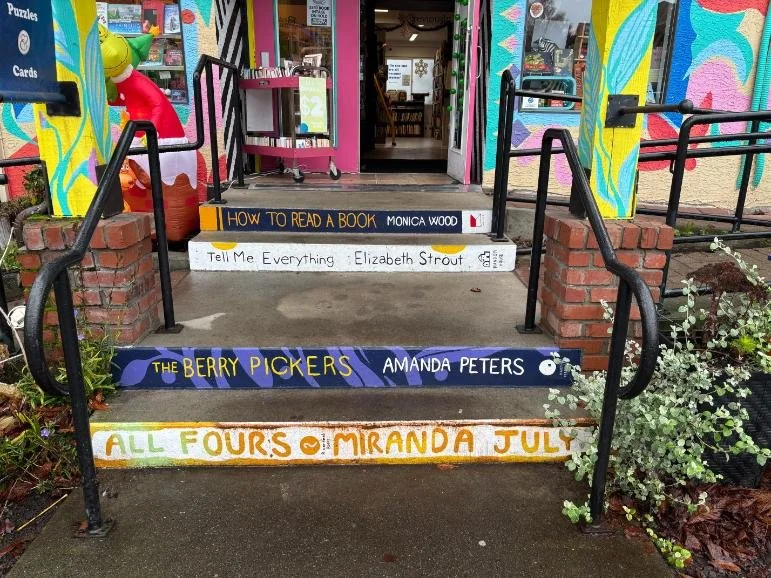 Puzzles
Cards
$2
HOW TO READ A BOOK MONICA WOOD
Tell Me Everything Elizabeth Strout
THE BERRY PICKERS AMANDA PETERS
ALL FOURS MIRANDA JULY